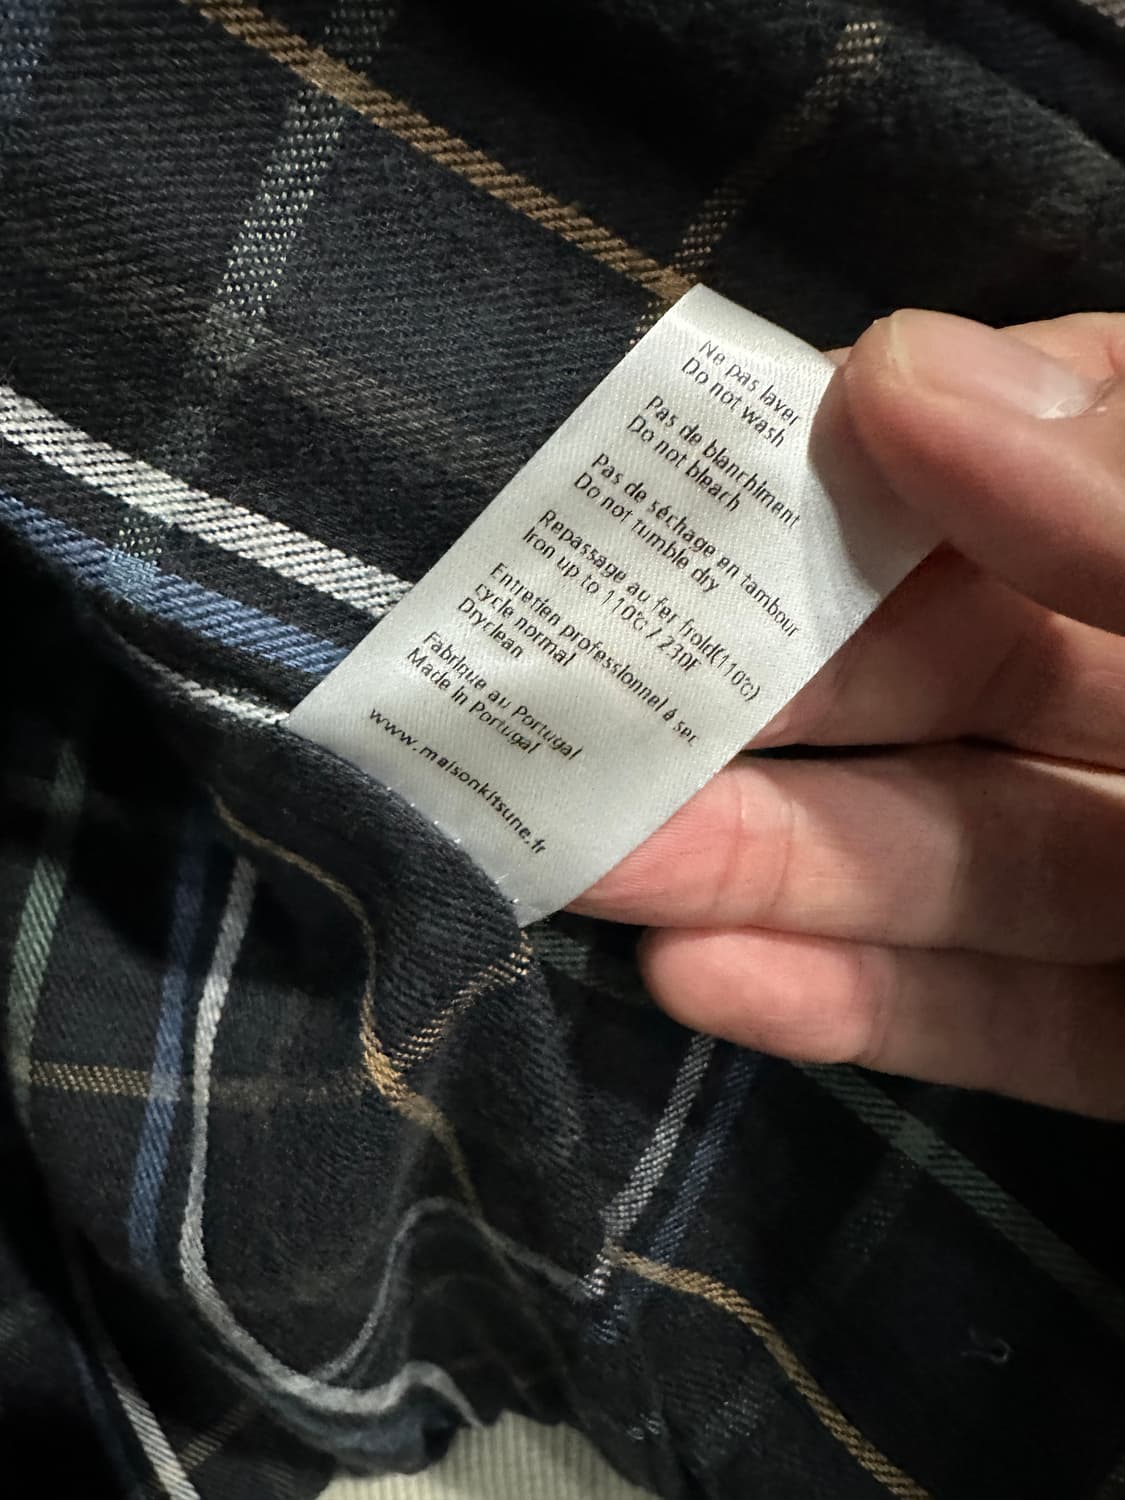 Ne pas laver
Do not wash
Pas de blanchiment
Do not bleach
Pas de séchage en tambour
Do not tumble dry
Repassage au fer froid(110℃)
Iron up to 110℃ / 230F
Entretien professionnel à sec
cycle normal
Dryclean
Fabrique au Portugal
Made In Portugal
www.maisonkitsune.fr